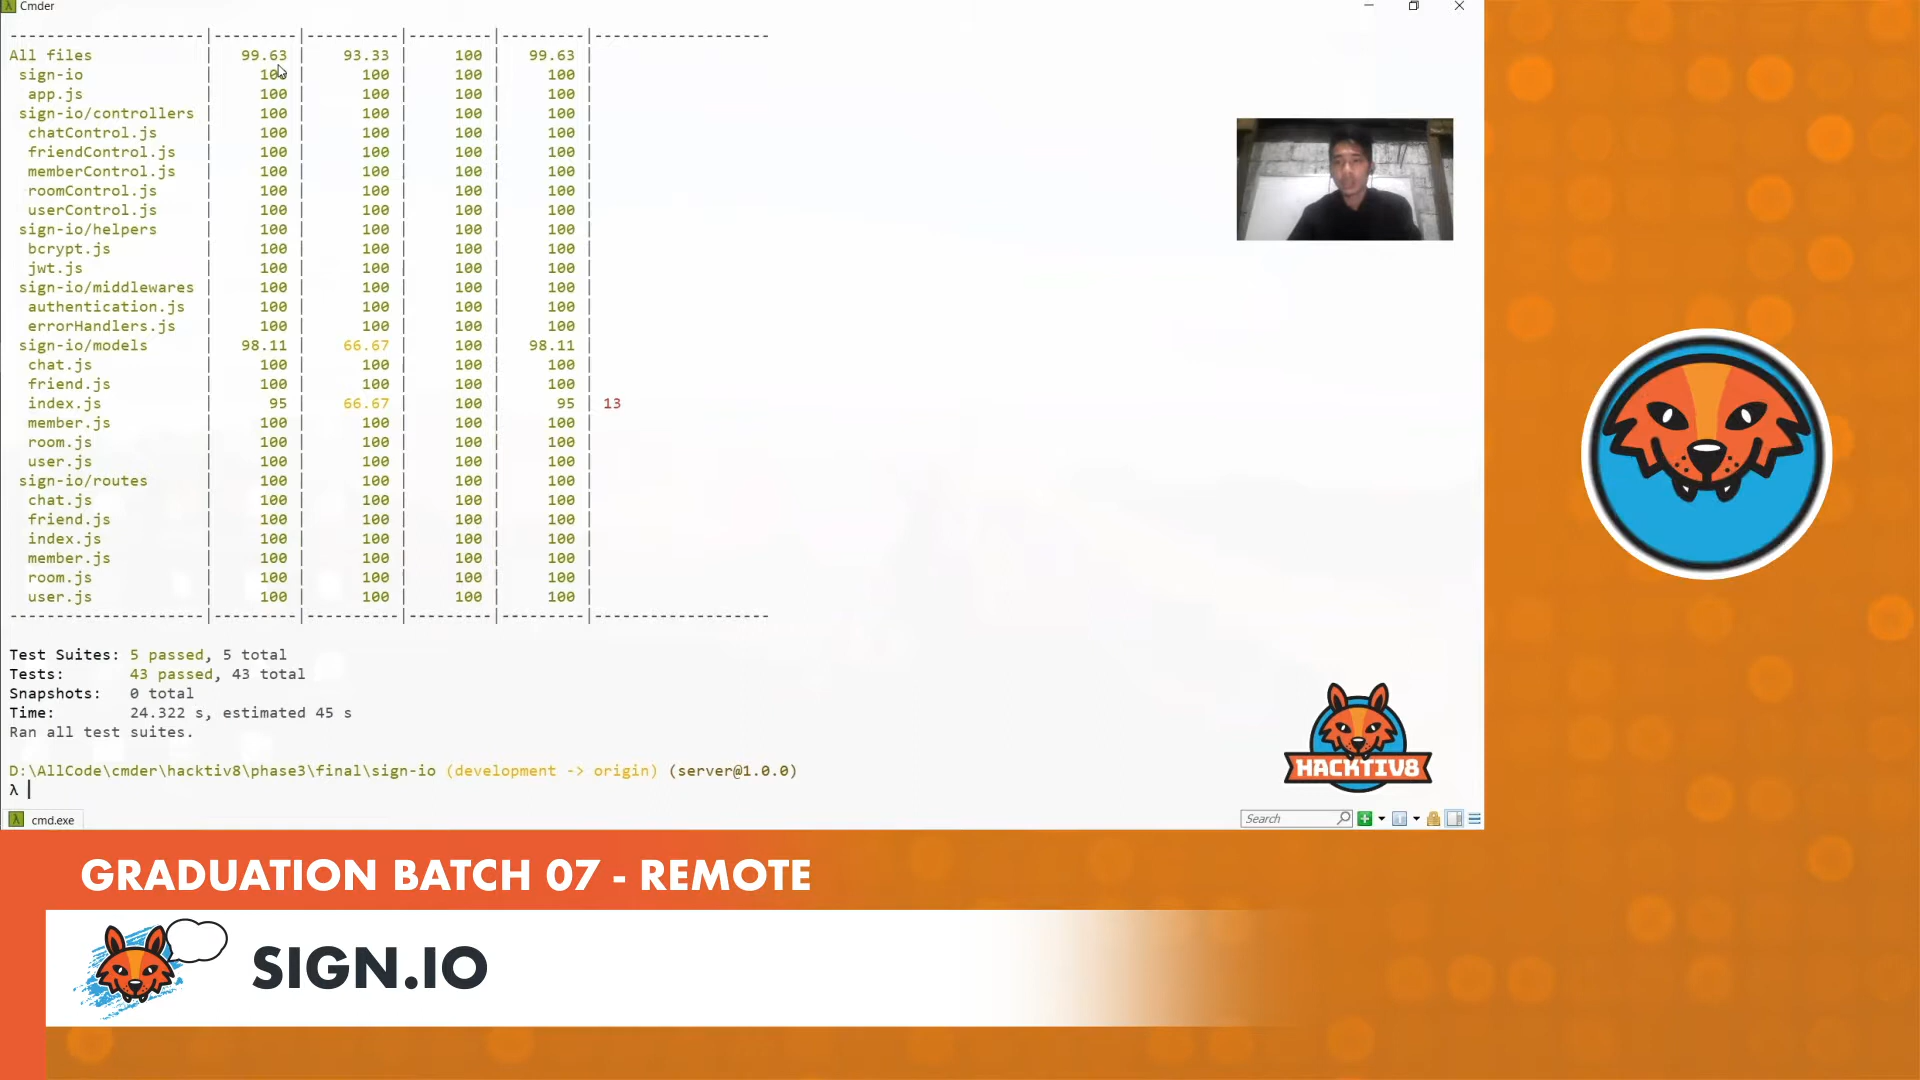 Cmder
--------------------|---------|----------|---------|---------|-------------------
All files | 99.63 | 93.33 | 100 | 99.63 |
sign-io | 100 | 100 | 100 | 100 |
app.js | 100 | 100 | 100 | 100 |
sign-io/controllers | 100 | 100 | 100 | 100 |
chatControl.js | 100 | 100 | 100 | 100 |
friendControl.js | 100 | 100 | 100 | 100 |
memberControl.js | 100 | 100 | 100 | 100 |
roomControl.js | 100 | 100 | 100 | 100 |
userControl.js | 100 | 100 | 100 | 100 |
sign-io/helpers | 100 | 100 | 100 | 100 |
bcrypt.js | 100 | 100 | 100 | 100 |
jwt.js | 100 | 100 | 100 | 100 |
sign-io/middlewares | 100 | 100 | 100 | 100 |
authentication.js | 100 | 100 | 100 | 100 |
errorHandlers.js | 100 | 100 | 100 | 100 |
sign-io/models | 98.11 | 66.67 | 100 | 98.11 |
chat.js | 100 | 100 | 100 | 100 |
friend.js | 100 | 100 | 100 | 100 |
index.js | 95 | 66.67 | 100 | 95 | 13
member.js | 100 | 100 | 100 | 100 |
room.js | 100 | 100 | 100 | 100 |
user.js | 100 | 100 | 100 | 100 |
sign-io/routes | 100 | 100 | 100 | 100 |
chat.js | 100 | 100 | 100 | 100 |
friend.js | 100 | 100 | 100 | 100 |
index.js | 100 | 100 | 100 | 100 |
member.js | 100 | 100 | 100 | 100 |
room.js | 100 | 100 | 100 | 100 |
user.js | 100 | 100 | 100 | 100 |
--------------------|---------|----------|---------|---------|-------------------
Test Suites: 5 passed, 5 total
Tests: 43 passed, 43 total
Snapshots: 0 total
Time: 24.322 s, estimated 45 s
Ran all test suites.
D:\AllCode\cmder\hacktiv8\phase3\final\sign-io (development -> origin) (server@1.0.0)
λ
HACKTIV8
cmd.exe
Search
GRADUATION BATCH 07 - REMOTE
SIGN.IO